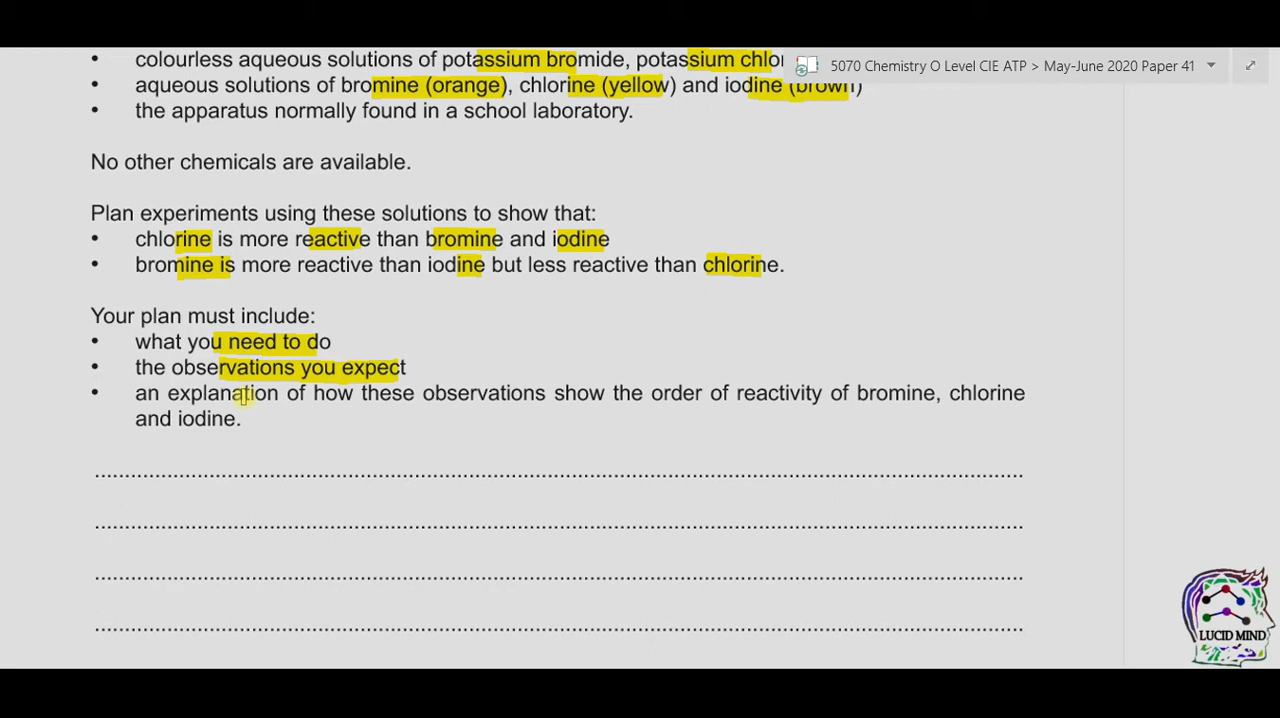 • colourless aqueous solutions of potassium bromide, potassium chlo
5070 Chemistry O Level CIE ATP > May-June 2020 Paper 41
• aqueous solutions of bromine (orange), chlorine (yellow) and iodine (brown)
• the apparatus normally found in a school laboratory.
No other chemicals are available.
Plan experiments using these solutions to show that:
• chlorine is more reactive than bromine and iodine
• bromine is more reactive than iodine but less reactive than chlorine.
Your plan must include:
• what you need to do
• the observations you expect
• an explanation of how these observations show the order of reactivity of bromine, chlorine
and iodine.
LUCID MIND